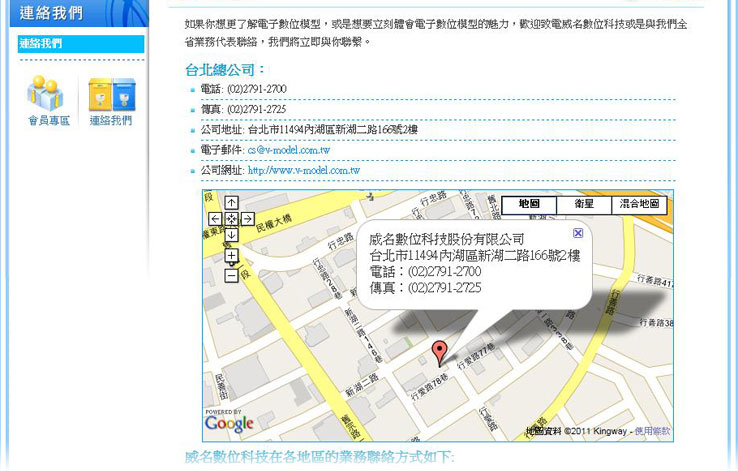 連絡我們
連絡我們
會員專區
連絡我們
如果你想更了解電子數位模型，或是想要立刻體會電子數位模型的魅力，歡迎致電威名數位科技或是與我們全
省業務代表聯絡，我們將立即與你聯繫。
台北總公司：
電話: (02)2791-2700
傳真: (02)2791-2725
公司地址: 台北市11494內湖區新湖二路166號2樓
電子郵件: cs@v-model.com.tw
公司網址: http://www.v-model.com.tw
地圖
衛星
混合地圖
威名數位科技股份有限公司
台北市11494內湖區新湖二路166號2樓
電話：(02)2791-2700
傳真：(02)2791-2725
民權大橋
行忠路
行忠路
新湖二路
新湖二路146巷
行愛路78巷
行愛路77巷
行善路
行善路
行愛路
民善街
POWERED BY
Google
地圖資料 ©2011 Kingway - 使用條款
威名數位科技在各地區的業務聯絡方式如下: